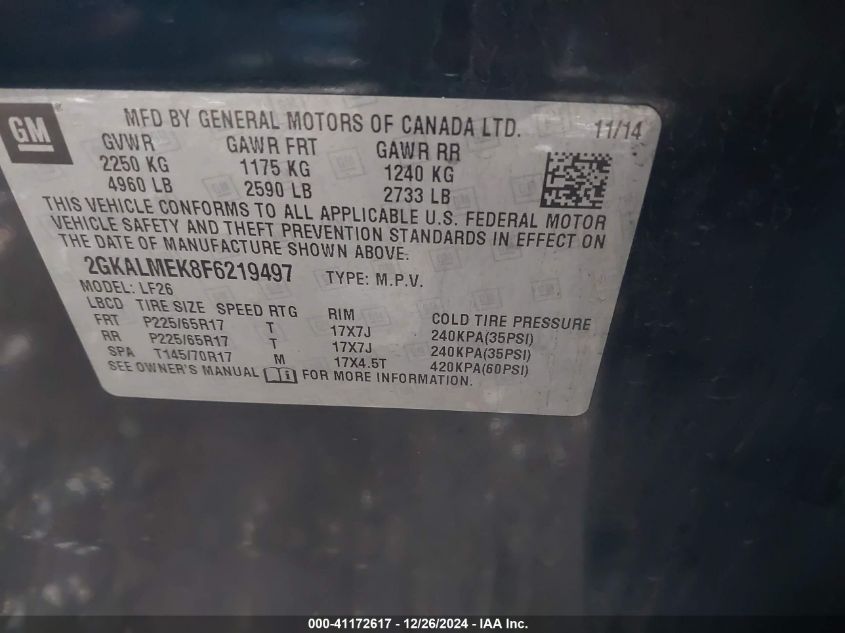 GM
MFD BY GENERAL MOTORS OF CANADA LTD. 11/14
GVWR GAWR FRT GAWR RR
2250 KG 1175 KG 1240 KG
4960 LB 2590 LB 2733 LB
THIS VEHICLE CONFORMS TO ALL APPLICABLE U.S. FEDERAL MOTOR
VEHICLE SAFETY AND THEFT PREVENTION STANDARDS IN EFFECT ON
THE DATE OF MANUFACTURE SHOWN ABOVE.
2GKALMEK8F6219497 TYPE: M.P.V.
MODEL: LF26
LBCD TIRE SIZE SPEED RTG RIM COLD TIRE PRESSURE
FRT P225/65R17 T 17X7J 240KPA(35PSI)
RR P225/65R17 T 17X7J 240KPA(35PSI)
SPA T145/70R17 M 17X4.5T 420KPA(60PSI)
SEE OWNER'S MANUAL FOR MORE INFORMATION.
000-41172617 - 12/26/2024 - IAA Inc.